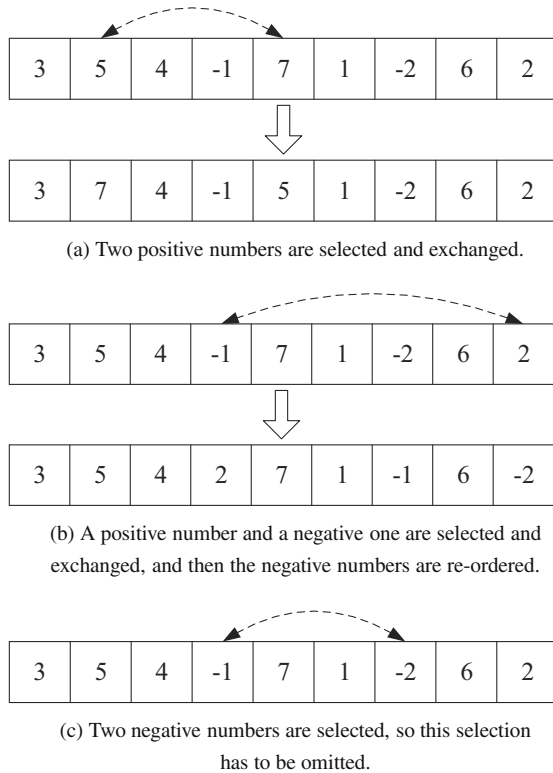 3 5 4 -1 7 1 -2 6 2
3 7 4 -1 5 1 -2 6 2
(a) Two positive numbers are selected and exchanged.
3 5 4 -1 7 1 -2 6 2
3 5 4 2 7 1 -1 6 -2
(b) A positive number and a negative one are selected and
exchanged, and then the negative numbers are re-ordered.
3 5 4 -1 7 1 -2 6 2
(c) Two negative numbers are selected, so this selection
has to be omitted.